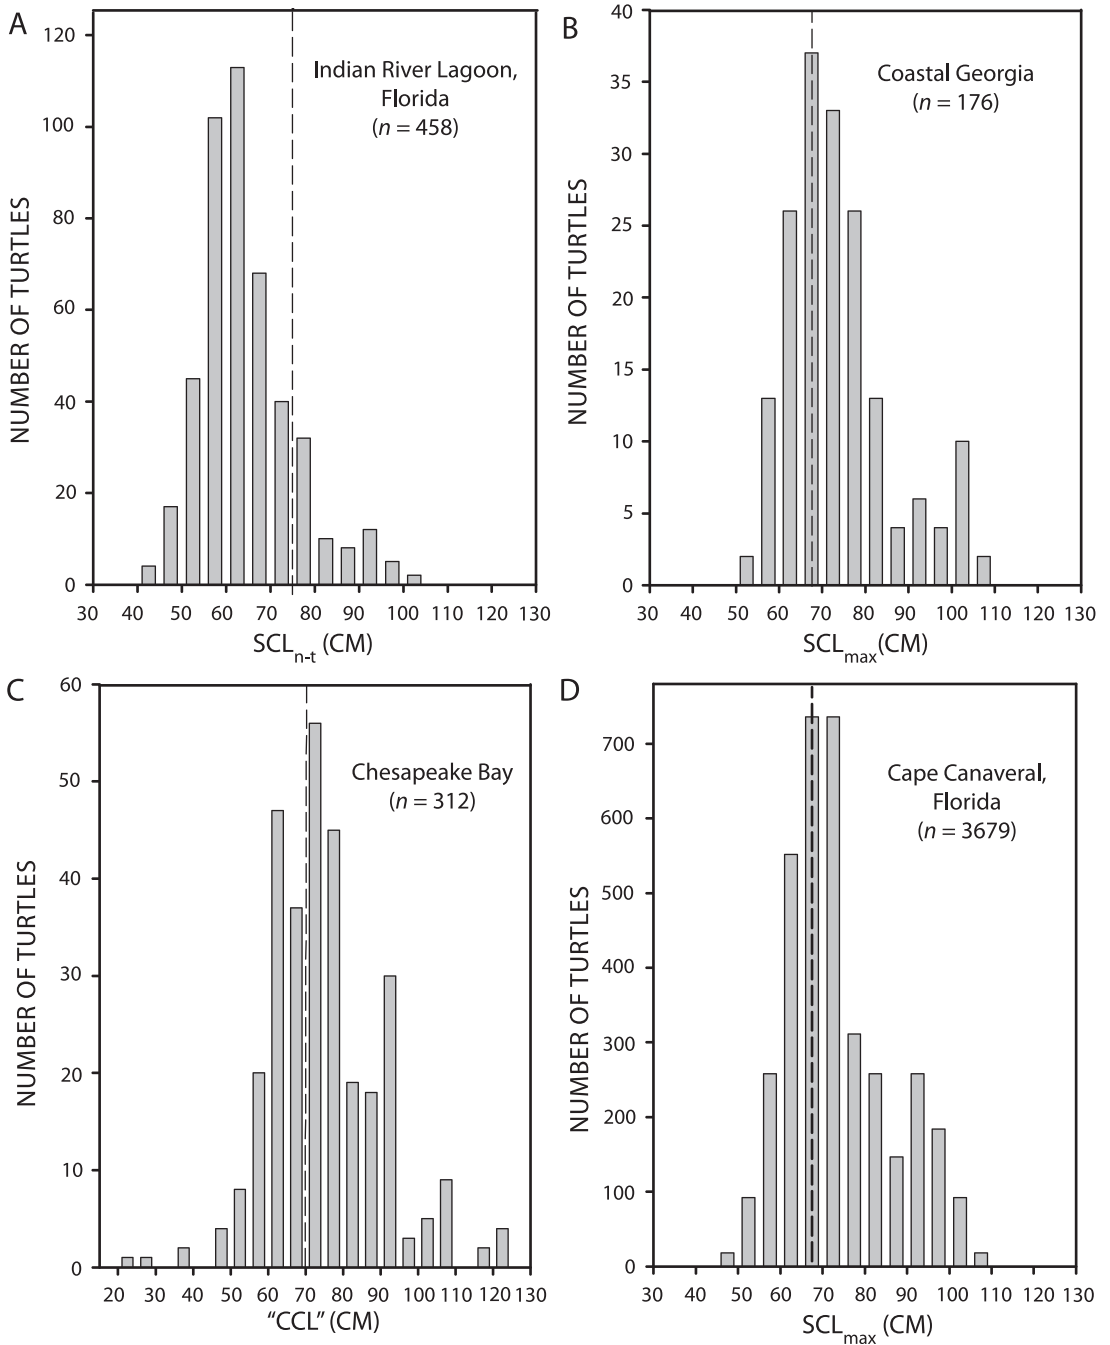 A
NUMBER OF TURTLES
120
100
80
60
40
20
0
Indian River Lagoon,
Florida
(n = 458)
30 40 50 60 70 80 90 100 110 120 130
SCLn-t (CM)
B
NUMBER OF TURTLES
40
35
30
25
20
15
10
5
0
Coastal Georgia
(n = 176)
30 40 50 60 70 80 90 100 110 120 130
SCLmax(CM)
C
NUMBER OF TURTLES
60
50
40
30
20
10
0
Chesapeake Bay
(n = 312)
20 30 40 50 60 70 80 90 100 110 120 130
“CCL” (CM)
D
NUMBER OF TURTLES
700
600
500
400
300
200
100
0
Cape Canaveral,
Florida
(n = 3679)
30 40 50 60 70 80 90 100 110 120 130
SCLmax (CM)